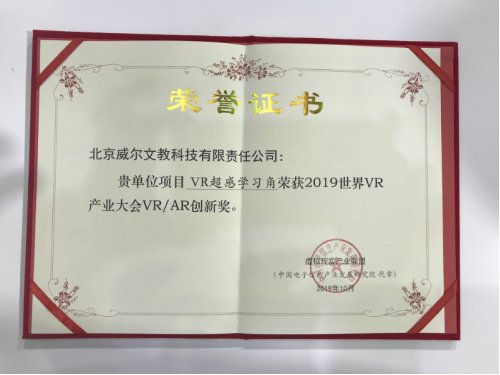 荣誉证书
北京威尔文教科技有限责任公司：
贵单位项目 VR超感学习角荣获2019世界VR
产业大会VR/AR创新奖。
虚拟现实产业联盟
（中国电子信息产业发展研究院 代章）
2019年10月